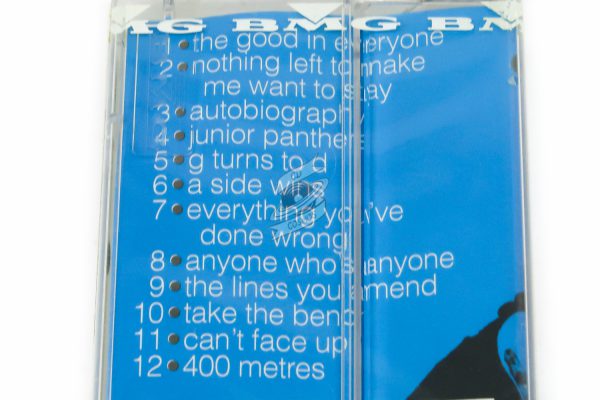 MG BMG BM
1 • the good in everyone
2 • nothing left to make
me want to stay
3 • autobiography
4 • junior panthers
5 • g turns to d
6 • a side wins
7 • everything you've
done wrong
8 • anyone who's anyone
9 • the lines you amend
10 • take the bench
11 • can't face up
12 • 400 metres